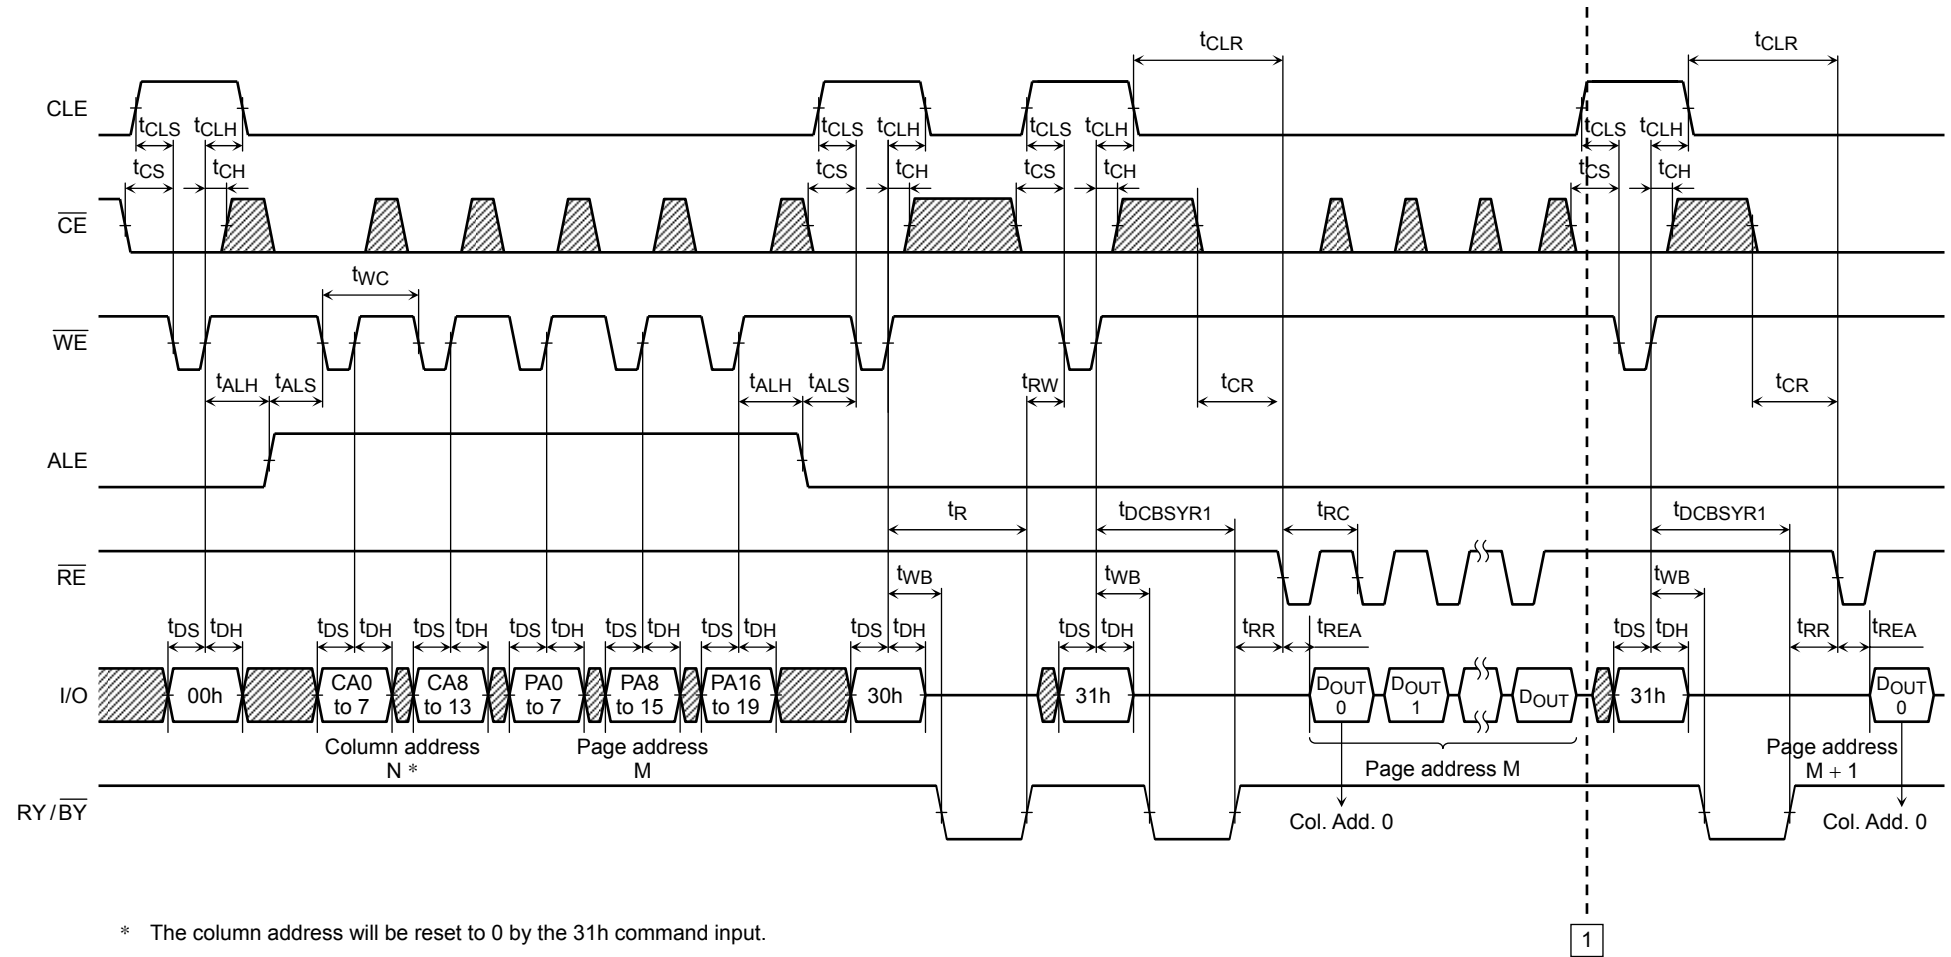 tCLR tCLR
CLE
tCLS tCLH tCLS tCLH tCLS tCLH tCLS tCLH
tCS tCH tCS tCH tCS tCH tCS tCH
CE
tWC
WE
tALH tALS tALH tALS tRW tCR tCR
ALE
tR tDCBSYR1 tRC tDCBSYR1
RE
tWB tWB tWB
tDS tDH tDS tDH tDS tDH tDS tDH tDS tDH tDS tDH tDS tDH tDS tDH tRR tREA tDS tDH tRR tREA
I/O
00h
CA0 to 7
CA8 to 13
PA0 to 7
PA8 to 15
PA16 to 19
30h
31h
DOUT 0
DOUT 1
DOUT
31h
DOUT 0
Column address
N *
Page address
M
Page address M
Page address
M + 1
RY/BY
Col. Add. 0
Col. Add. 0
* The column address will be reset to 0 by the 31h command input.
1